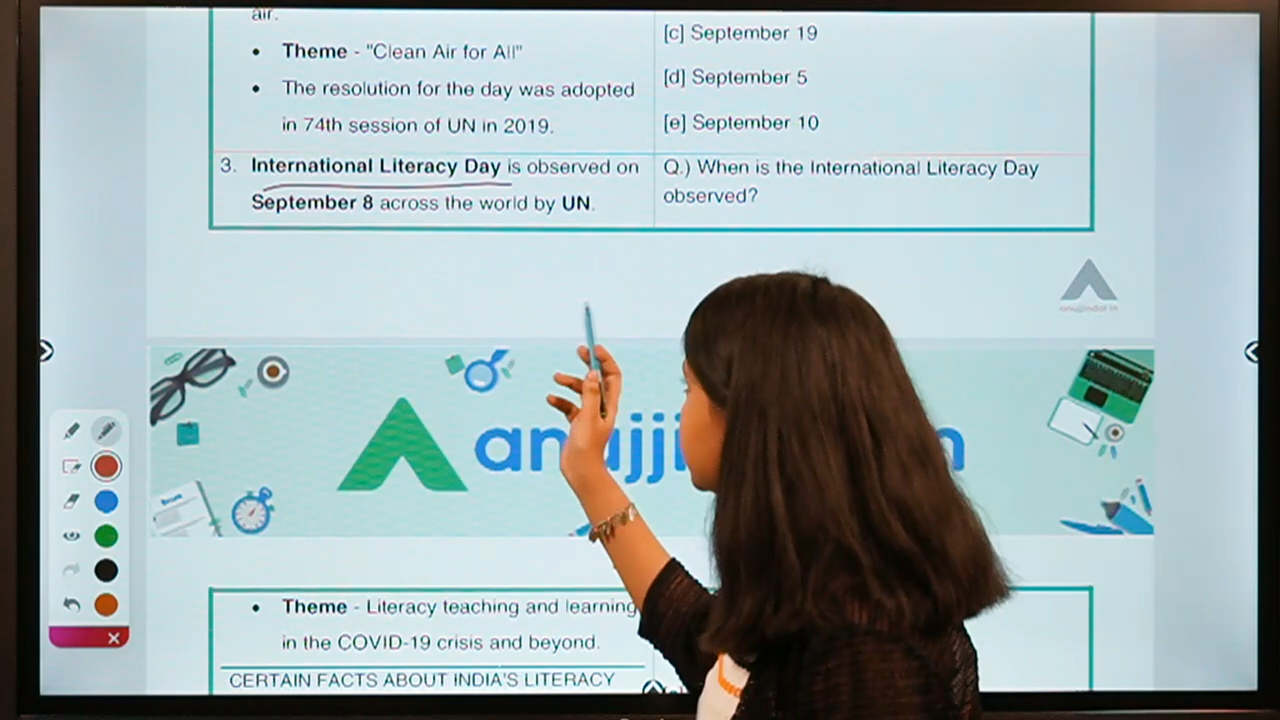 air.
• Theme - "Clean Air for All"
• The resolution for the day was adopted
in 74th session of UN in 2019.
[c] September 19
[d] September 5
[e] September 10
3. International Literacy Day is observed on
September 8 across the world by UN.
Q.) When is the International Literacy Day
observed?
anujjindal.in
• Theme - Literacy teaching and learning
in the COVID-19 crisis and beyond.
CERTAIN FACTS ABOUT INDIA'S LITERACY